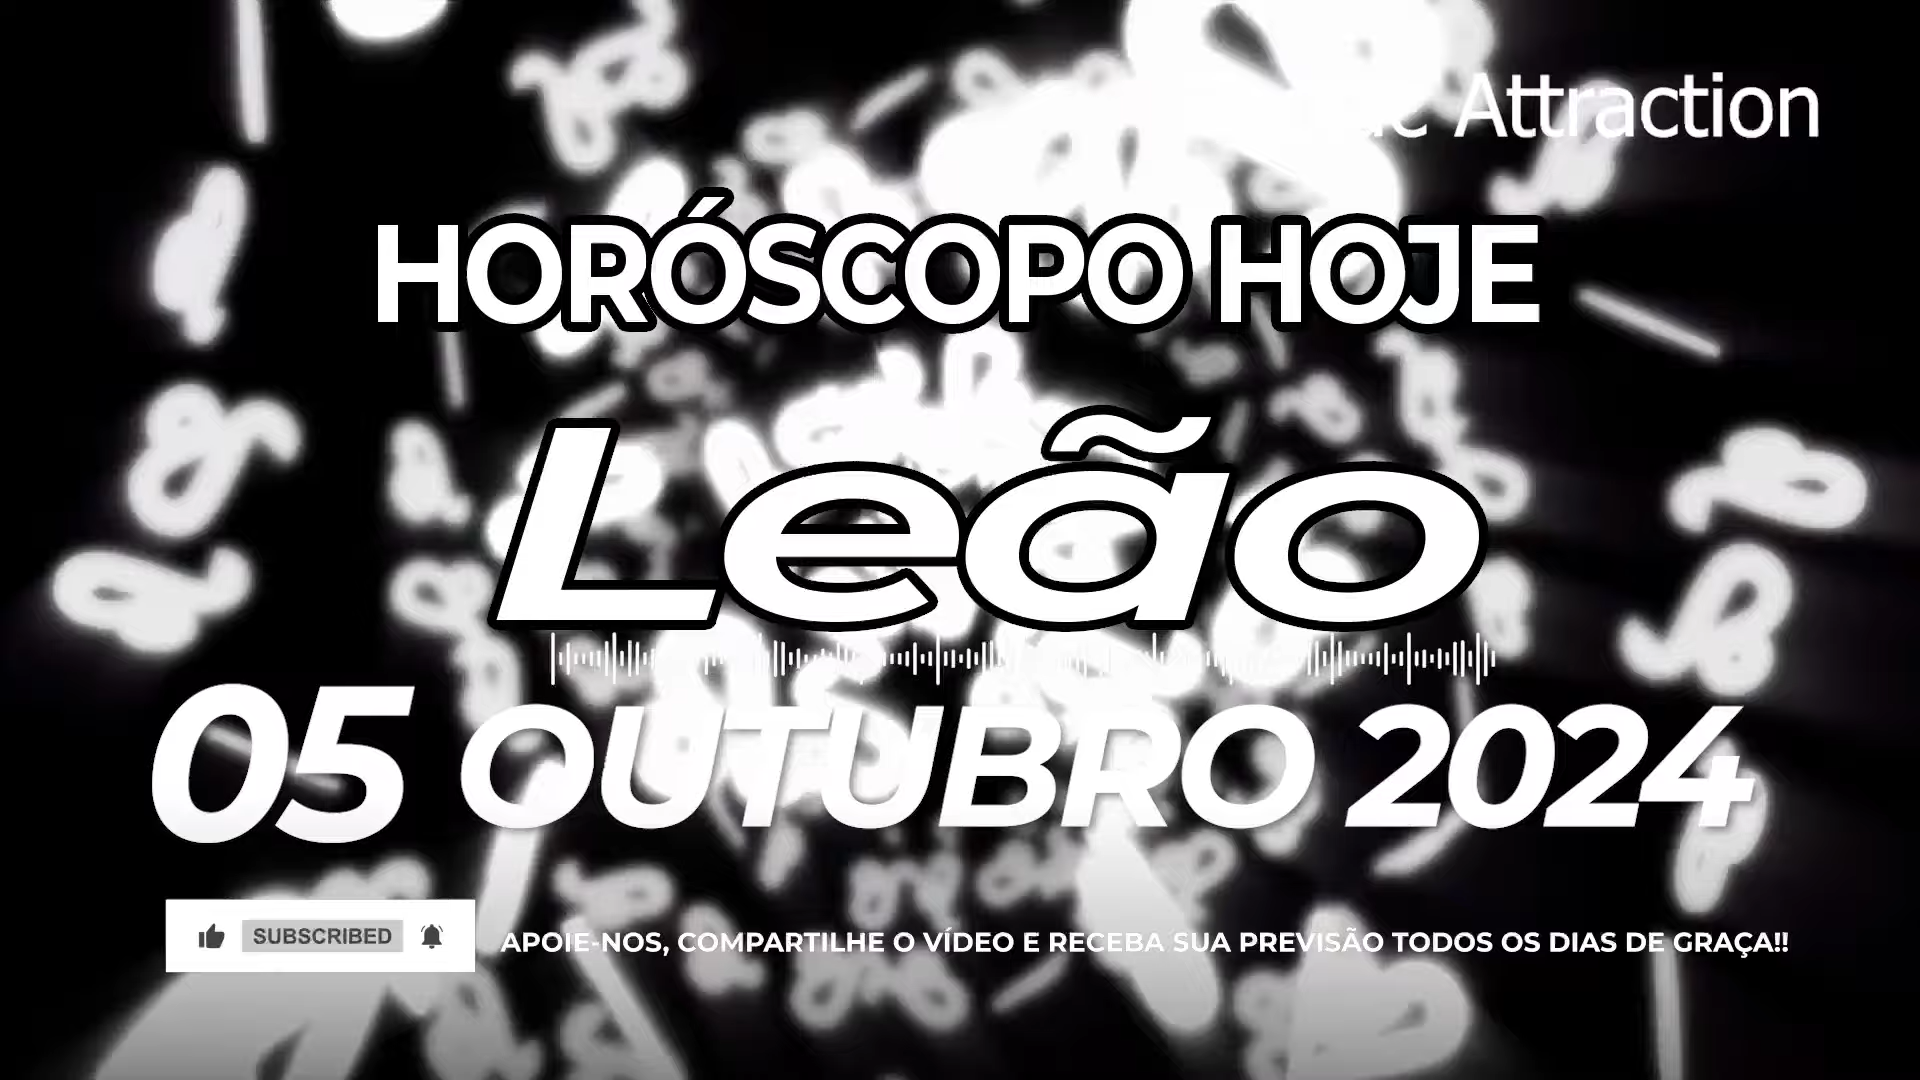 Attraction
HORÓSCOPO HOJE
Leão
05 OUTUBRO 2024
SUBSCRIBED
APOIE-NOS, COMPARTILHE O VÍDEO E RECEBA SUA PREVISÃO TODOS OS DIAS DE GRAÇA!!